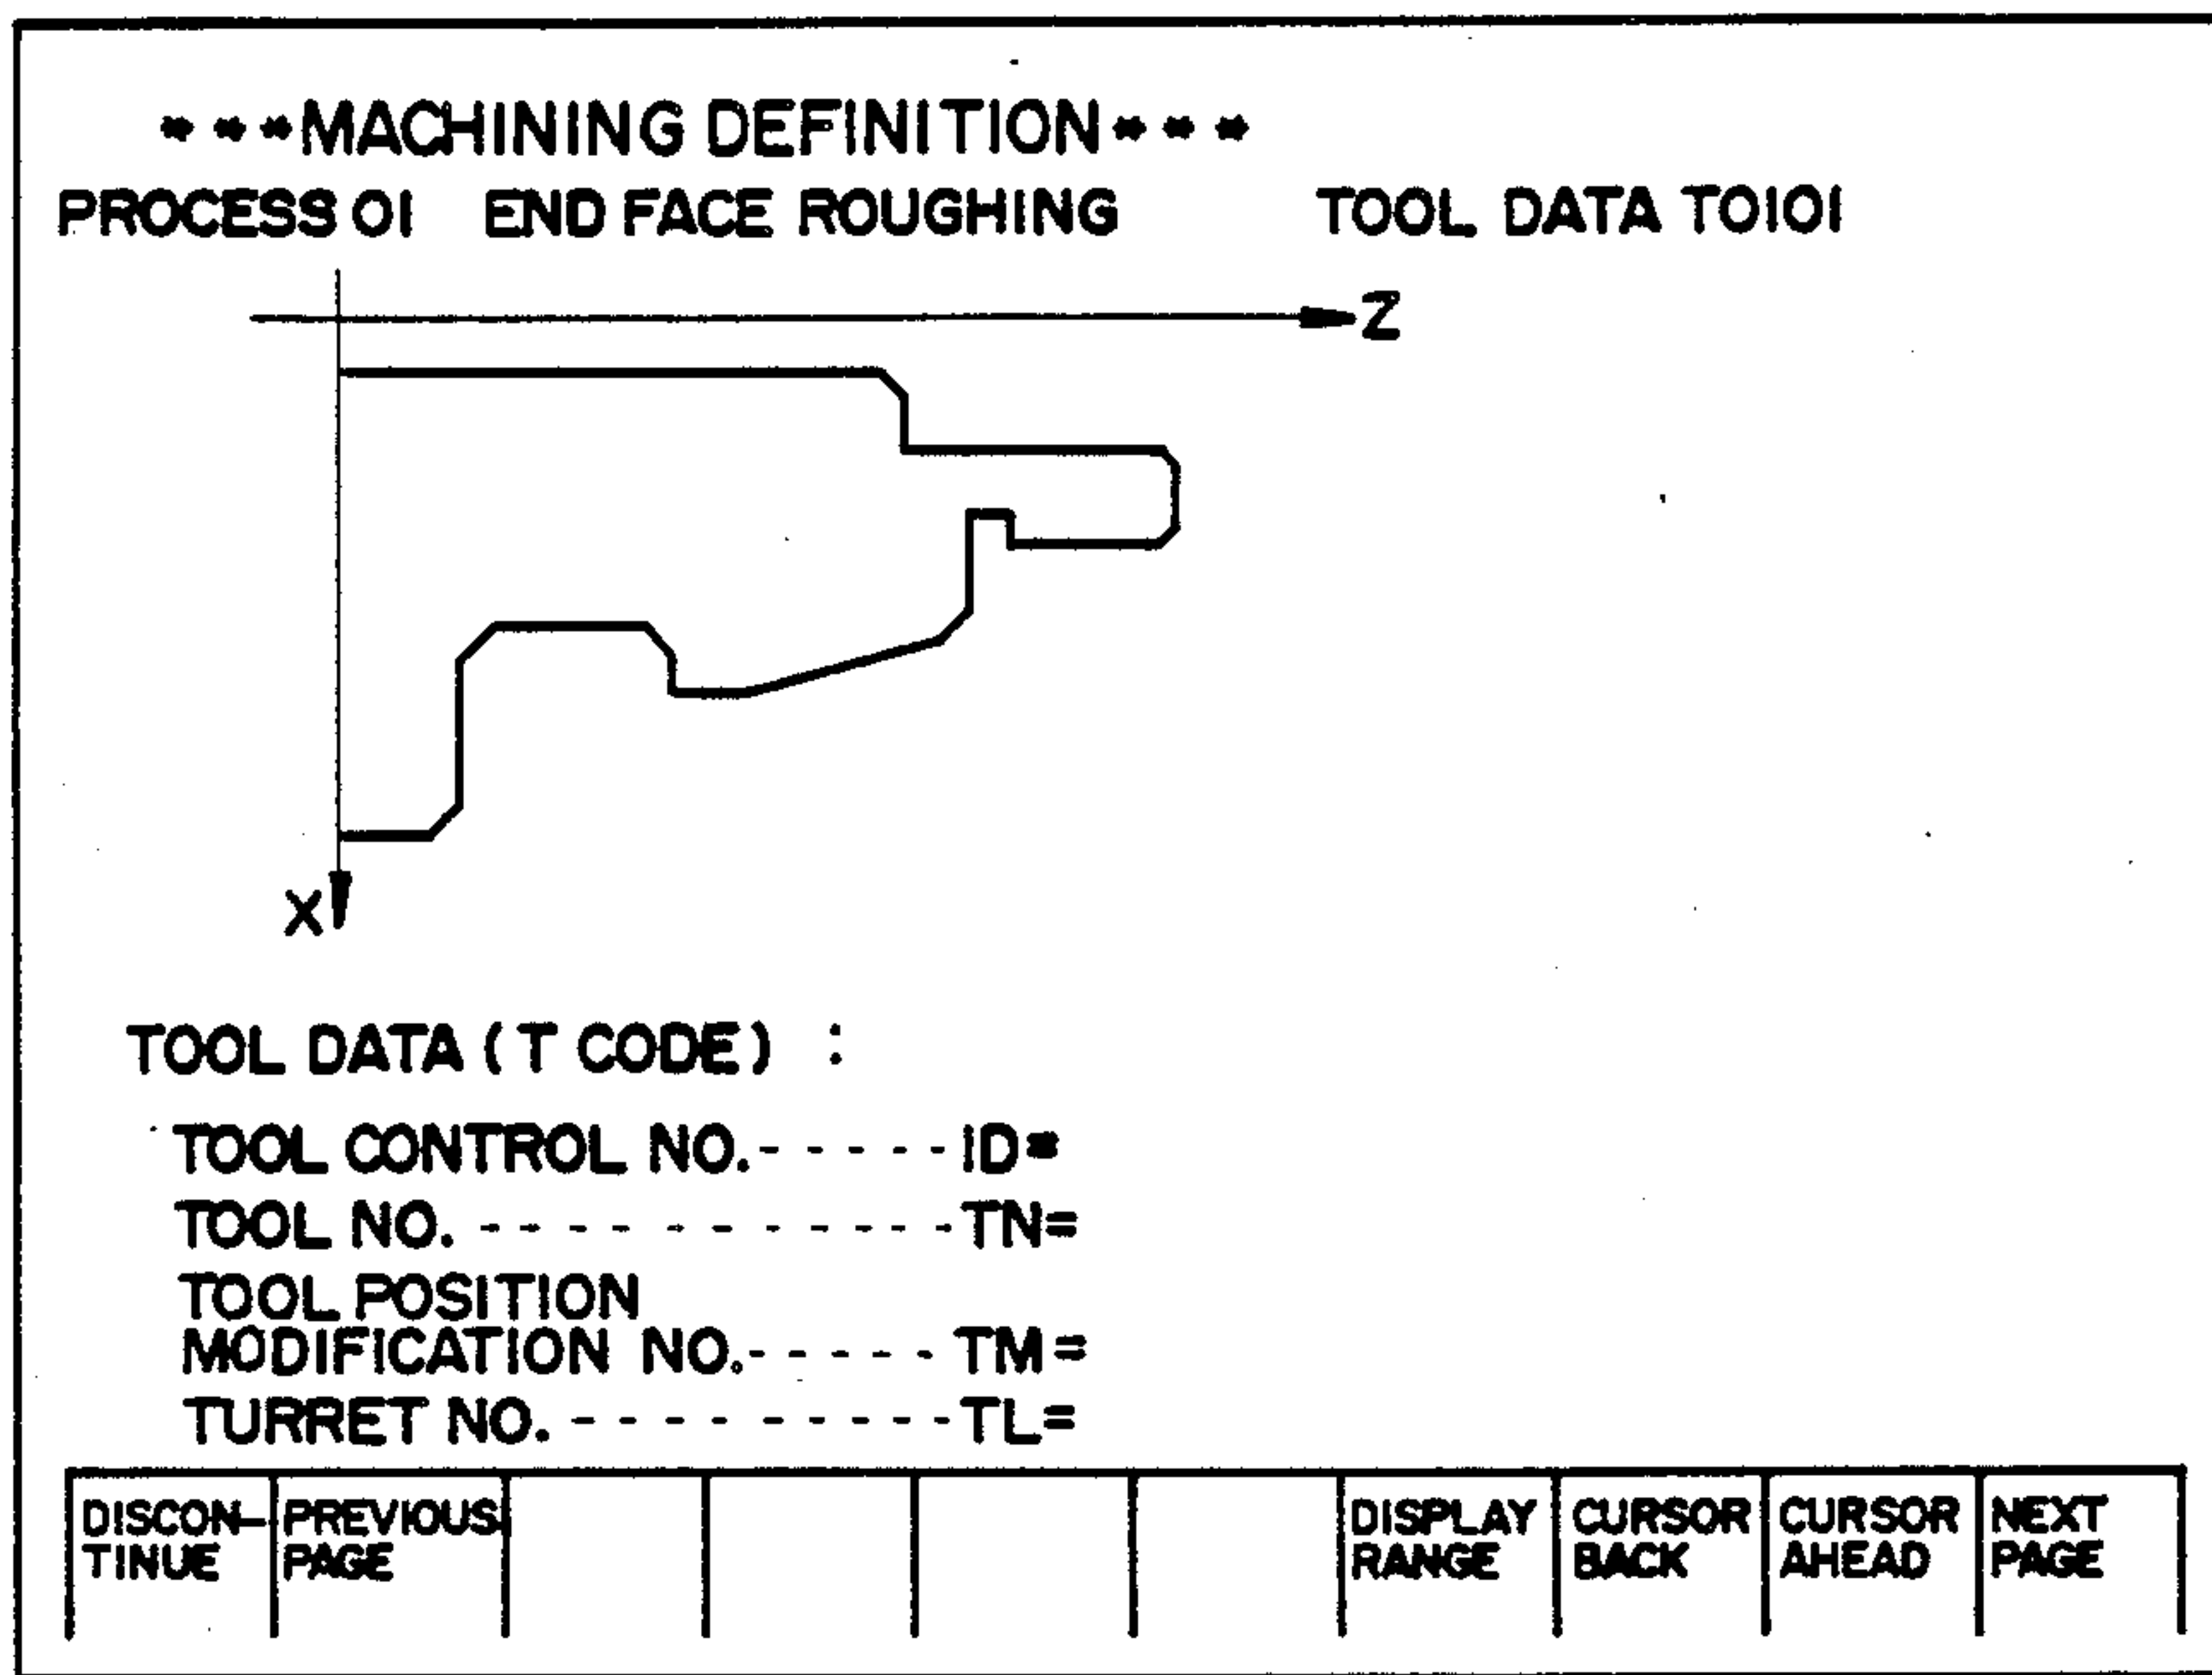 ***MACHINING DEFINITION***
PROCESS 01 END FACE ROUGHING TOOL DATA T0101
Z
X
TOOL DATA (T CODE) :
TOOL CONTROL NO.-----ID=
TOOL NO. -----------TN=
TOOL POSITION
MODIFICATION NO.-----TM=
TURRET NO. ---------TL=
DISCON- PREVIOUS DISPLAY CURSOR CURSOR NEXT
TINUE PAGE RANGE BACK AHEAD PAGE